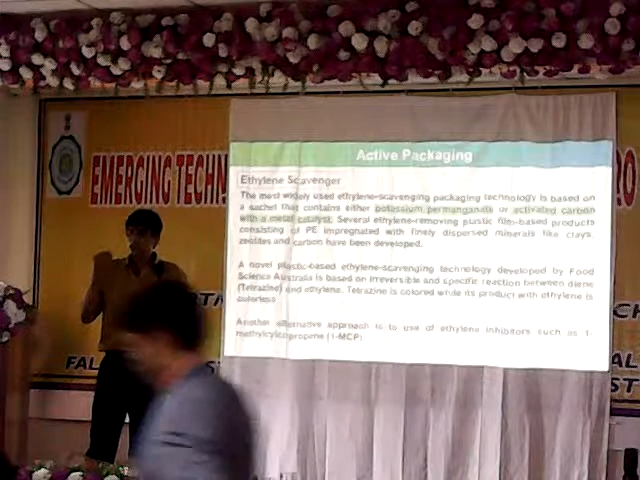 Active Packaging
EMERGING TECHN
RO
Ethylene Scavenger
The most widely used ethylene-scavenging packaging technology is based on
a sachet that contains either potassium permanganate or activated carbon
with a metal catalyst. Several ethylene-removing plastic film-based products
consisting of PE impregnated with finely dispersed minerals like clays,
zeolites and carbon have been developed.
A novel plastic-based ethylene-scavenging technology developed by Food
Science Australia is based on irreversible and specific reaction between diene
(Tetrazine) and ethylene. Tetrazine is colored while its product with ethylene is
colorless
Another alternative approach is to use of ethylene inhibitors such as 1-
methylcyclopropene (1-MCP)
CH
FAL
ST
AL
ST